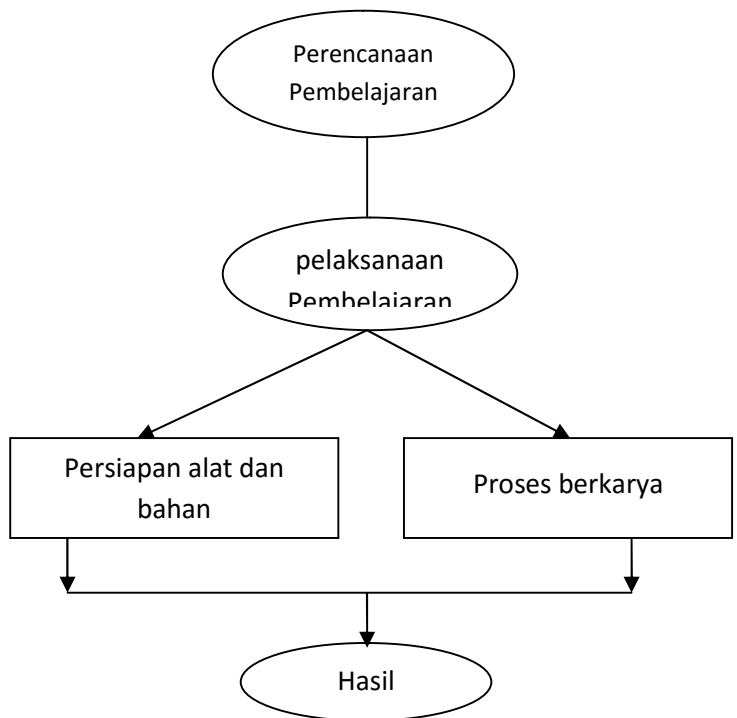 Perencanaan
Pembelajaran
pelaksanaan
Pembelajaran
Persiapan alat dan
bahan
Proses berkarya
Hasil